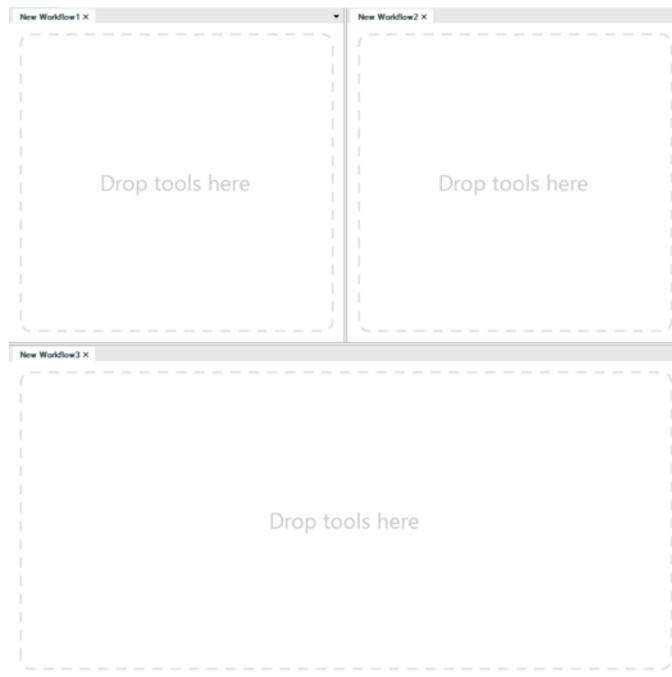 New Workflow1 ×
New Workflow2 ×
Drop tools here
Drop tools here
New Workflow3 ×
Drop tools here